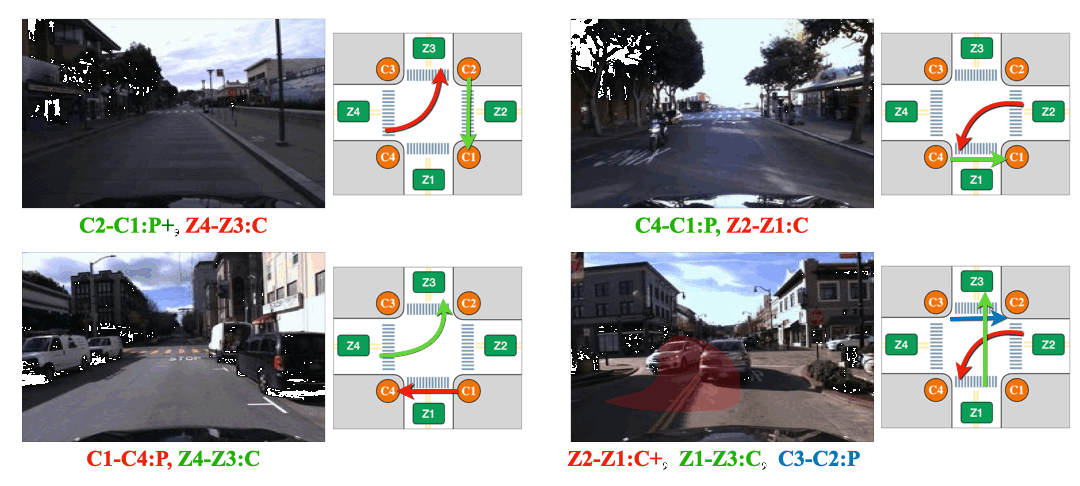 Z3
C3
C2
Z4
Z2
C4
C1
Z1
C2-C1:P+, Z4-Z3:C
Z3
C3
C2
Z4
Z2
C4
C1
Z1
C4-C1:P, Z2-Z1:C
STOP
Z3
C3
C2
Z4
Z2
C4
C1
Z1
C1-C4:P, Z4-Z3:C
Z3
C3
C2
Z4
Z2
C4
C1
Z1
Z2-Z1:C+, Z1-Z3:C, C3-C2:P